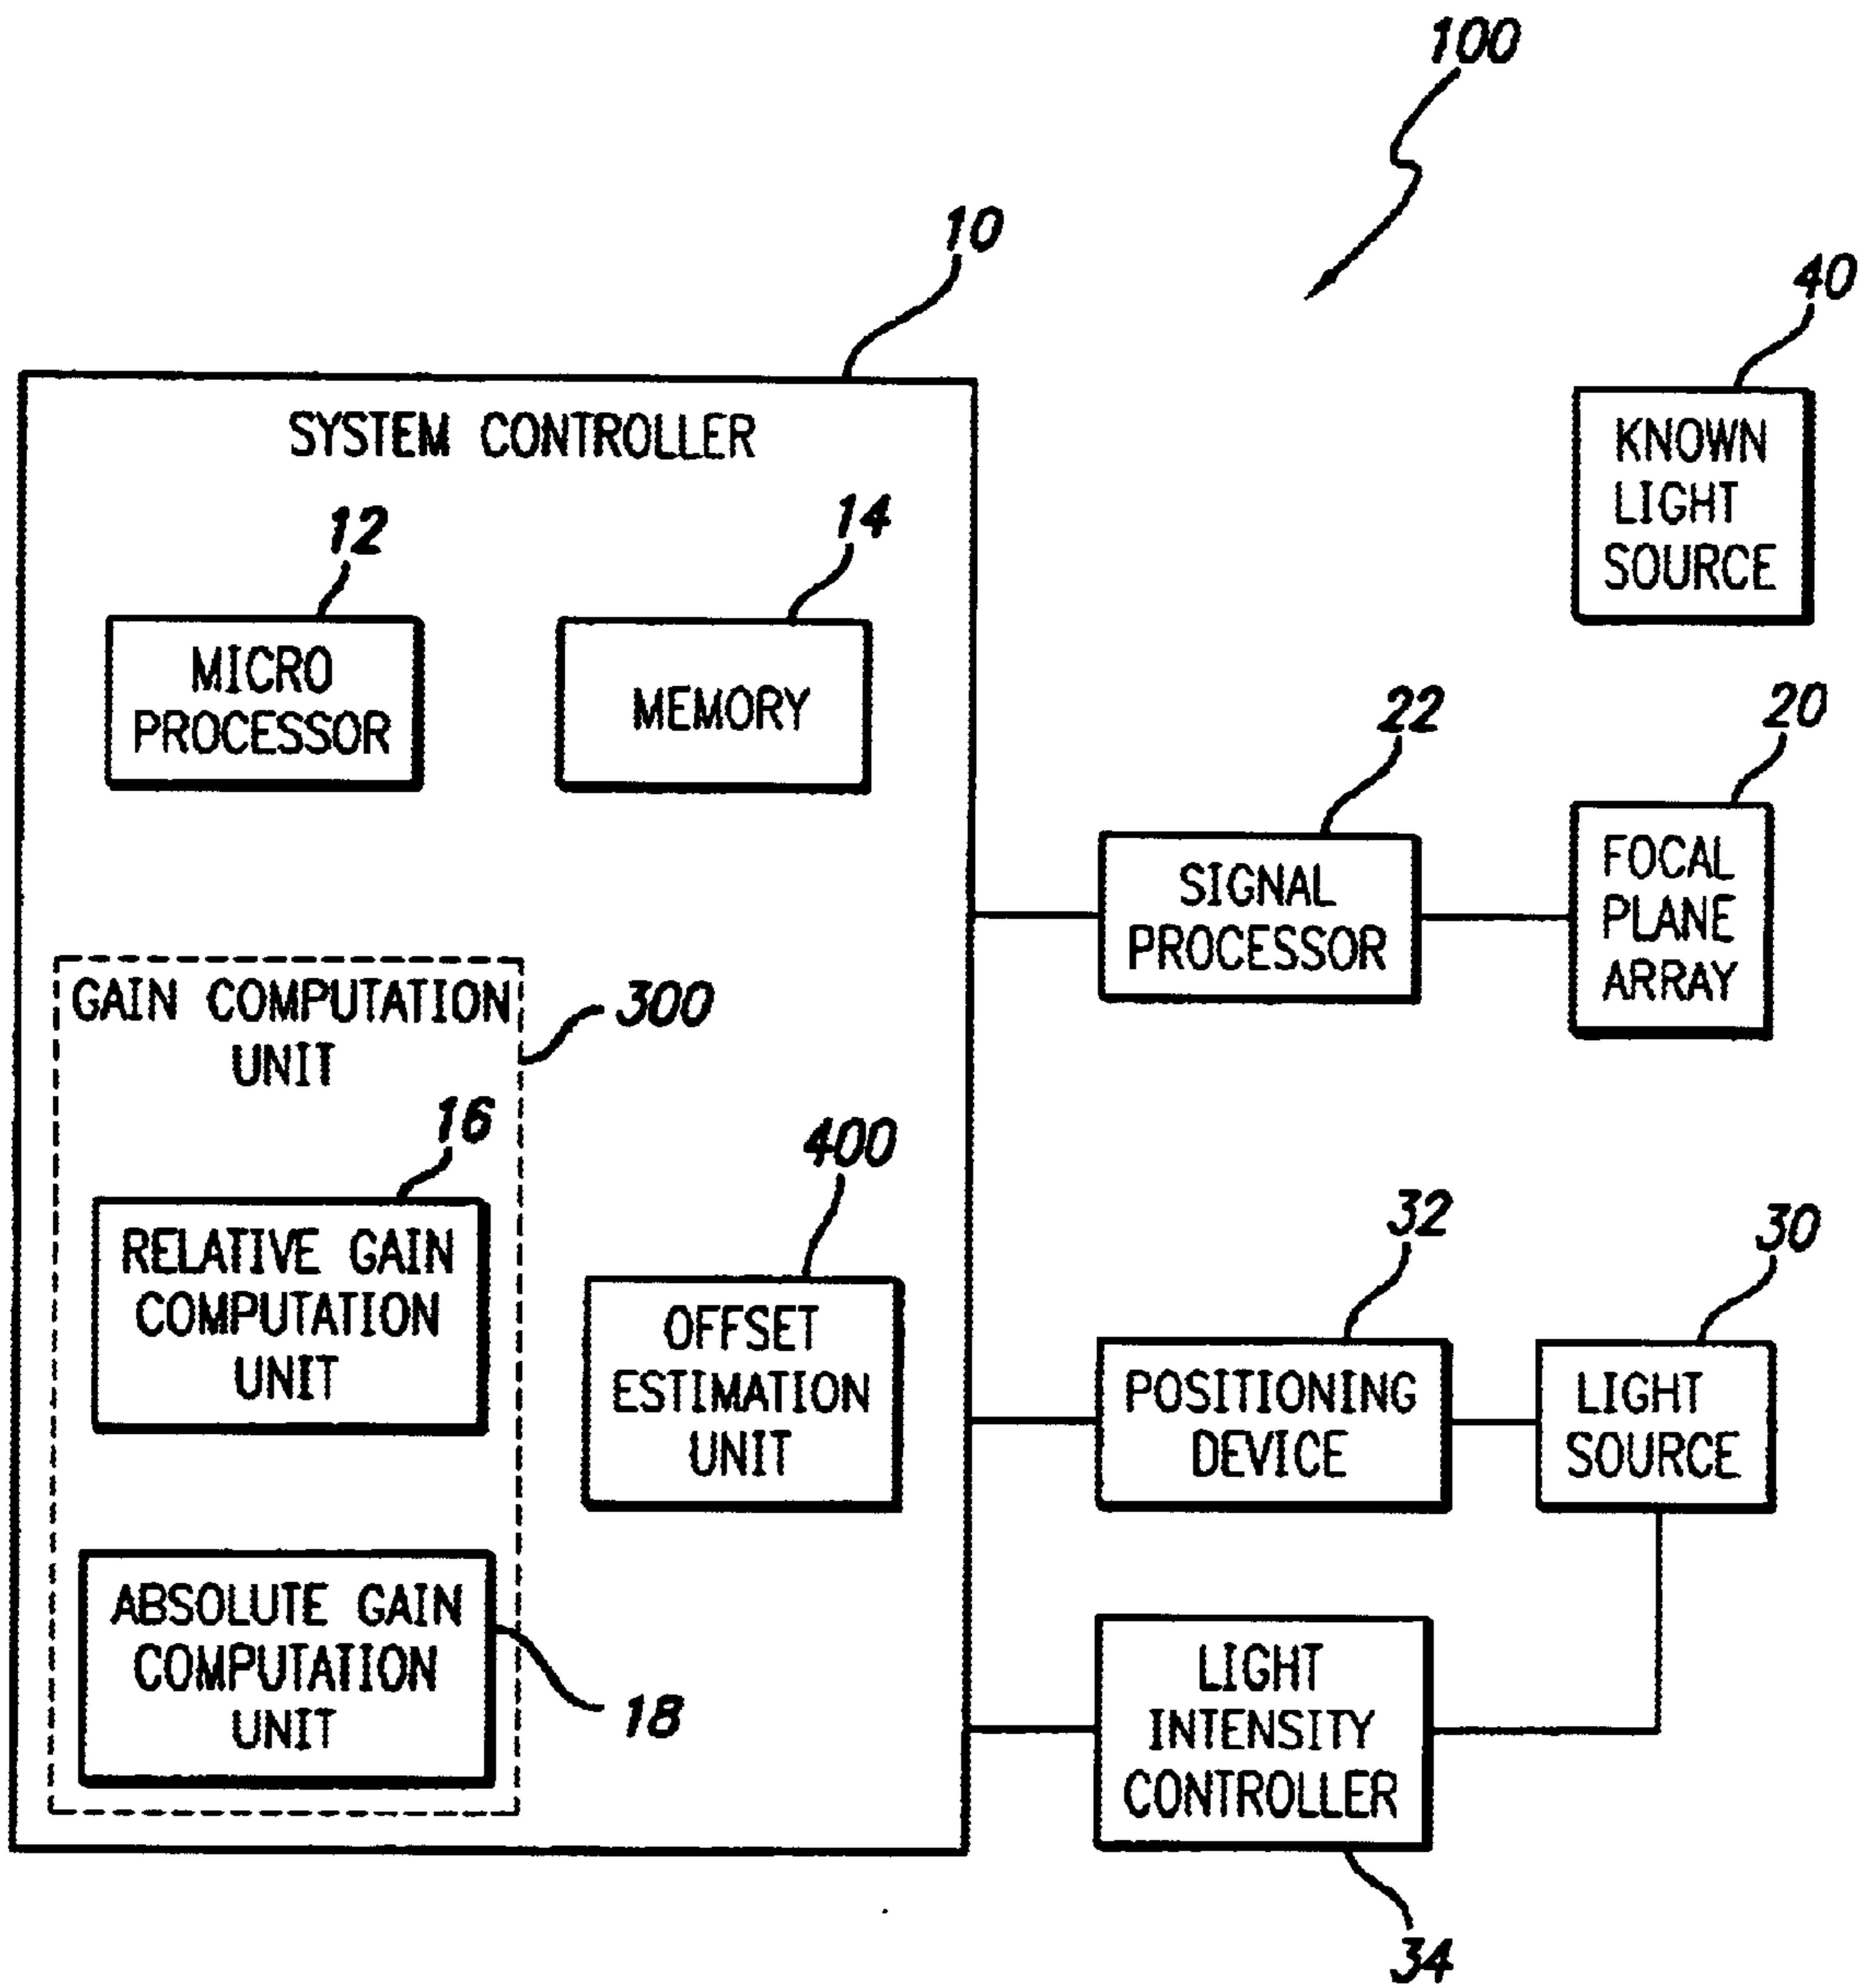 100
10
40
SYSTEM CONTROLLER
KNOWN
LIGHT
SOURCE
12
14
MICRO
PROCESSOR
MEMORY
22
20
SIGNAL
PROCESSOR
FOCAL
PLANE
ARRAY
GAIN COMPUTATION
UNIT
300
16
400
RELATIVE GAIN
COMPUTATION
UNIT
OFFSET
ESTIMATION
UNIT
32
30
POSITIONING
DEVICE
LIGHT
SOURCE
ABSOLUTE GAIN
COMPUTATION
UNIT
18
LIGHT
INTENSITY
CONTROLLER
34